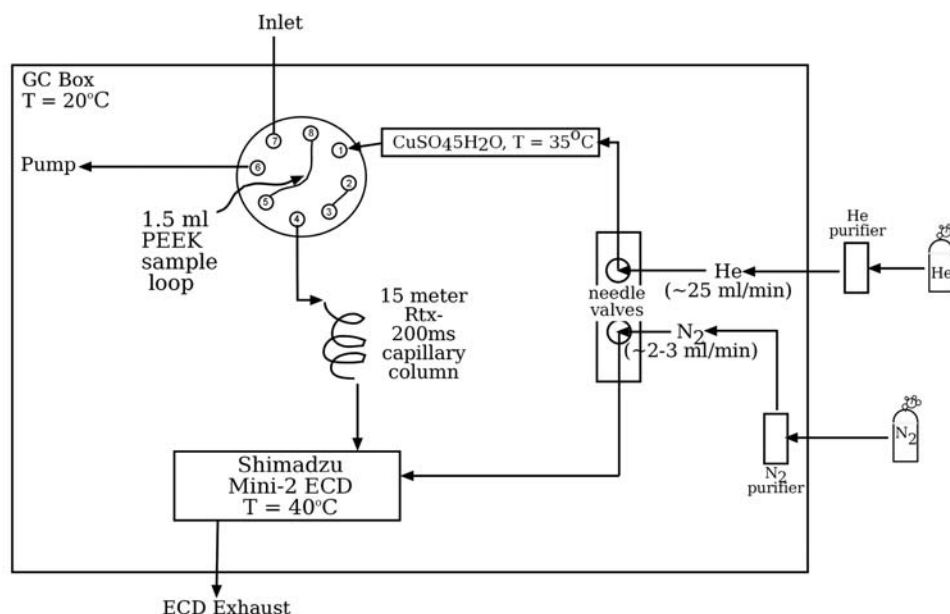 Inlet
GC Box
T = 20°C
8
7
1
6
2
5
3
4
CuSO45H2O, T = 35°C
Pump
1.5 ml
PEEK
sample
loop
He
purifier
He
He
(~25 ml/min)
needle
valves
N2
(~2-3 ml/min)
15 meter
Rtx-
200ms
capillary
column
N2
N2
purifier
Shimadzu
Mini-2 ECD
T = 40°C
ECD Exhaust